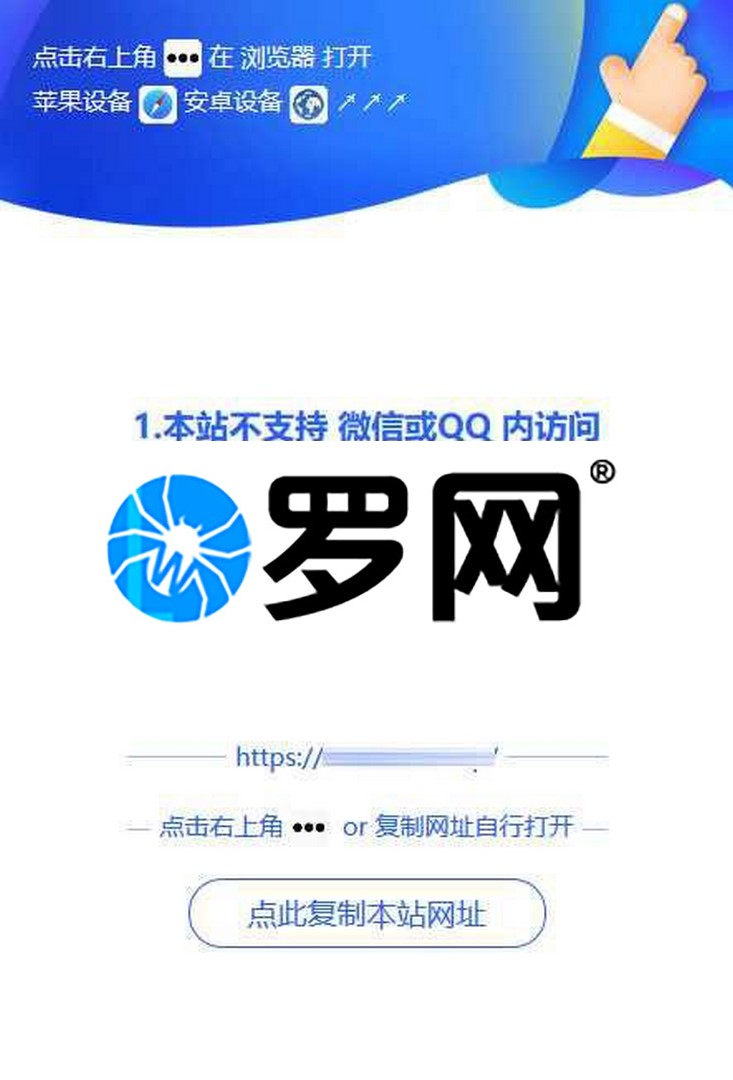 点击右上角 ••• 在 浏览器 打开
苹果设备 安卓设备 ↗↗↗
1.本站不支持 微信或QQ 内访问
罗网®
https:// /
点击右上角 ••• or 复制网址自行打开
点此复制本站网址